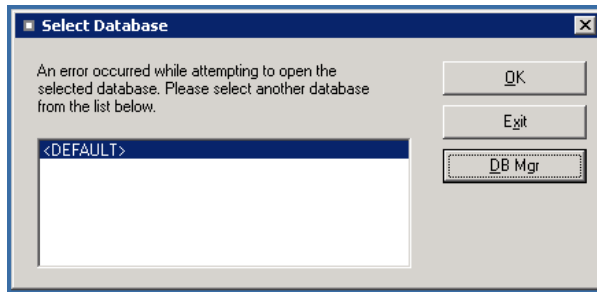 Select Database
An error occurred while attempting to open the
selected database. Please select another database
from the list below.
<DEFAULT>
OK
Exit
DB Mgr